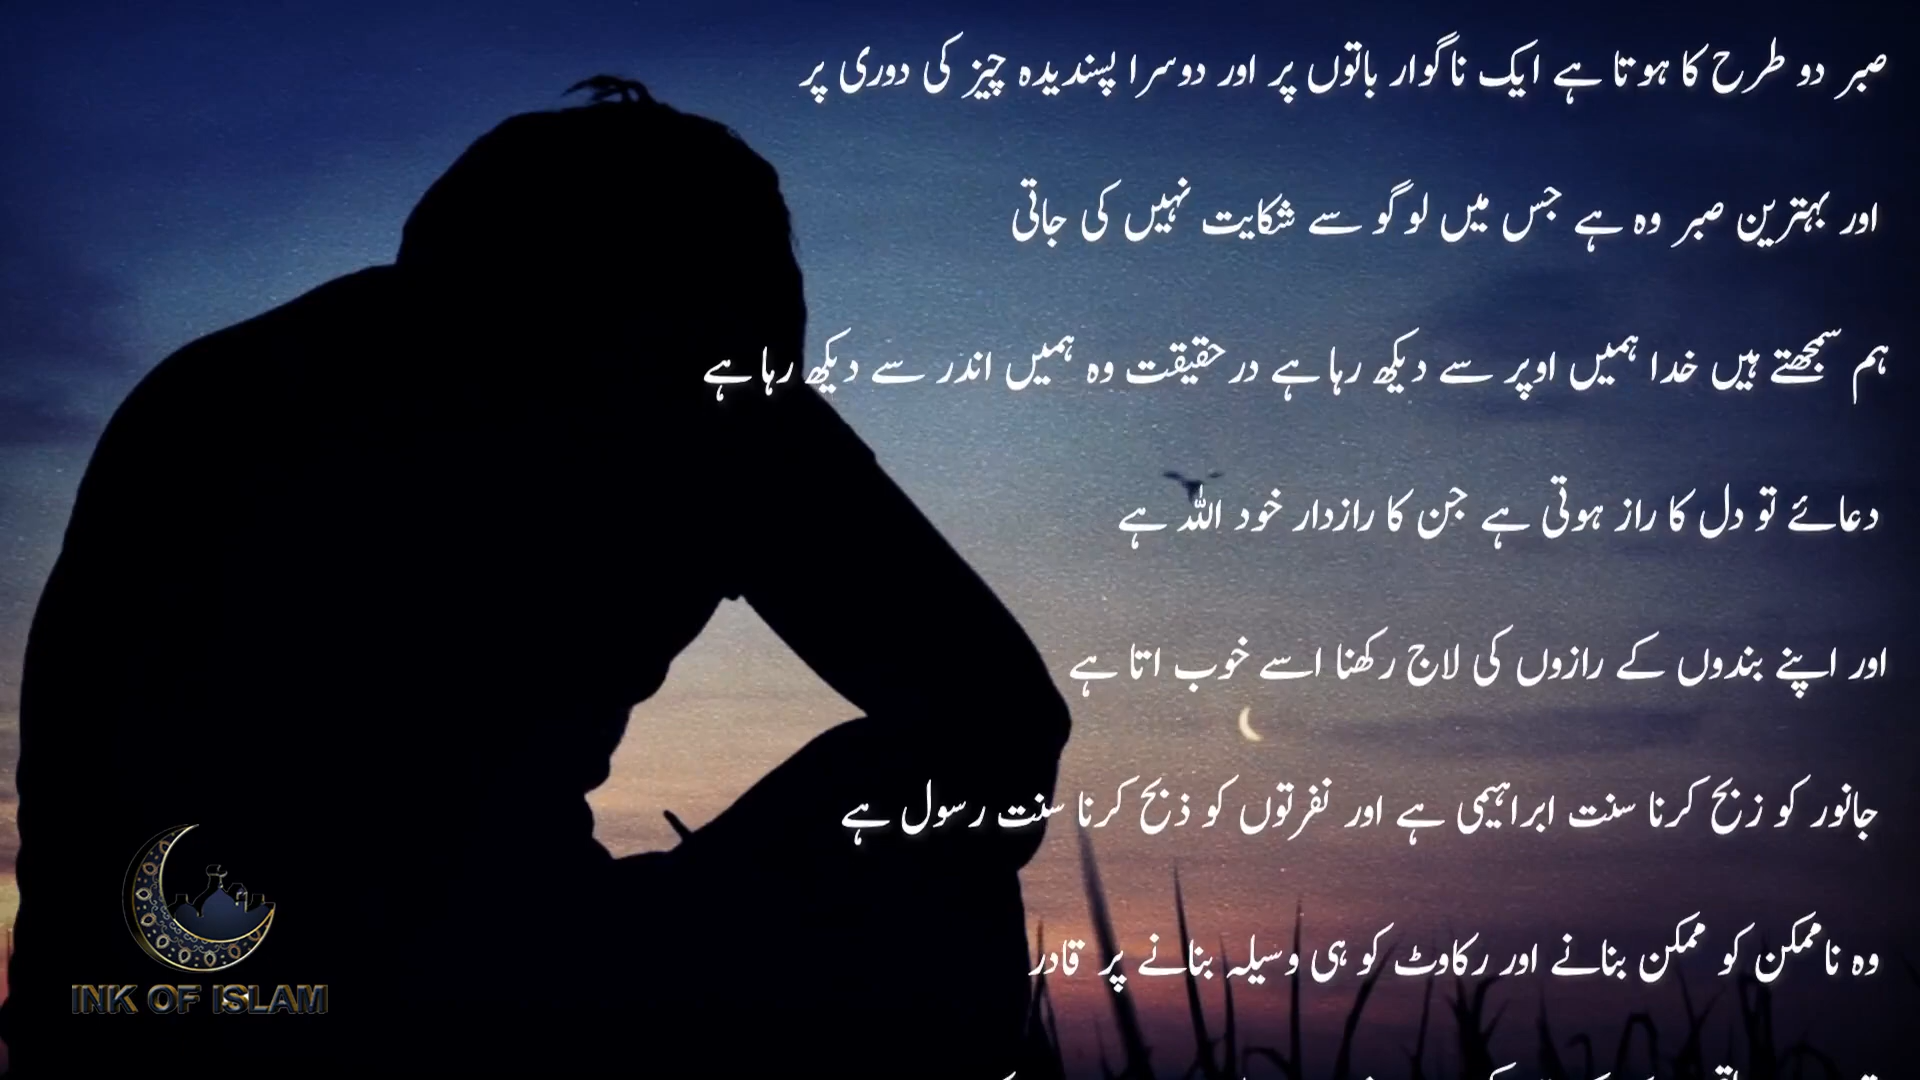 صبر دو طرح کا ہوتا ہے ایک ناگوار باتوں پر اور دوسرا پسندیدہ چیز کی دوری پر
اور بہترین صبر وہ ہے جس میں لوگو سے شکایت نہیں کی جاتی
ہم سمجھتے ہیں خدا ہمیں اوپر سے دیکھ رہا ہے درحقیقت وہ ہمیں اندر سے دیکھ رہا ہے
دعائے تو دل کا راز ہوتی ہے جن کا رازدار خود اللہ ہے
اور اپنے بندوں کے رازوں کی لاج رکھنا اسے خوب اتا ہے
جانور کو زبح کرنا سنت ابراہیمی ہے اور نفرتوں کو ذبح کرنا سنت رسول ہے
وہ ناممکن کو ممکن بنانے اور رکاوٹ کو ہی وسیلہ بنانے پر قادر
INK OF ISLAM